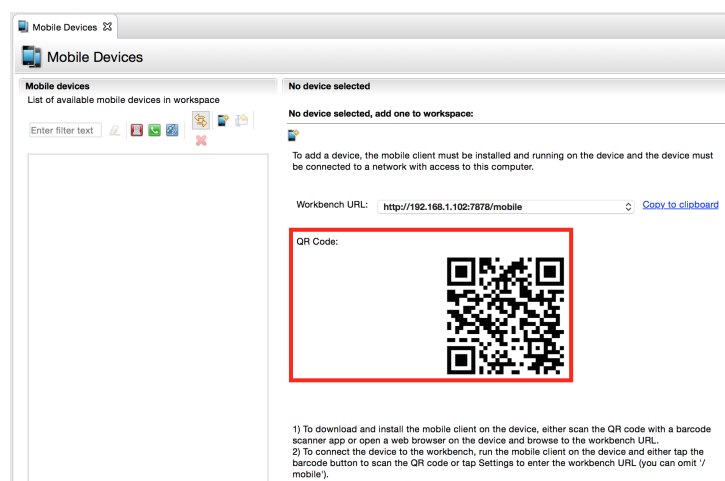 Mobile Devices
Mobile Devices
Mobile devices
List of available mobile devices in workspace
Enter filter text
No device selected
No device selected, add one to workspace:
To add a device, the mobile client must be installed and running on the device and the device must
be connected to a network with access to this computer.
Workbench URL: http://192.168.1.102:7878/mobile Copy to clipboard
QR Code:
1) To download and install the mobile client on the device, either scan the QR code with a barcode
scanner app or open a web browser on the device and browse to the workbench URL.
2) To connect the device to the workbench, run the mobile client on the device and either tap the
barcode button to scan the QR code or tap Settings to enter the workbench URL (you can omit '/
mobile').